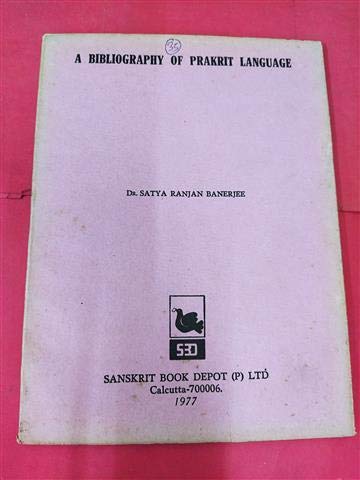 35
A BIBLIOGRAPHY OF PRAKRIT LANGUAGE
DR. SATYA RANJAN BANERJEE
SBD
SANSKRIT BOOK DEPOT (P) LTD
Calcutta-700006.
1977